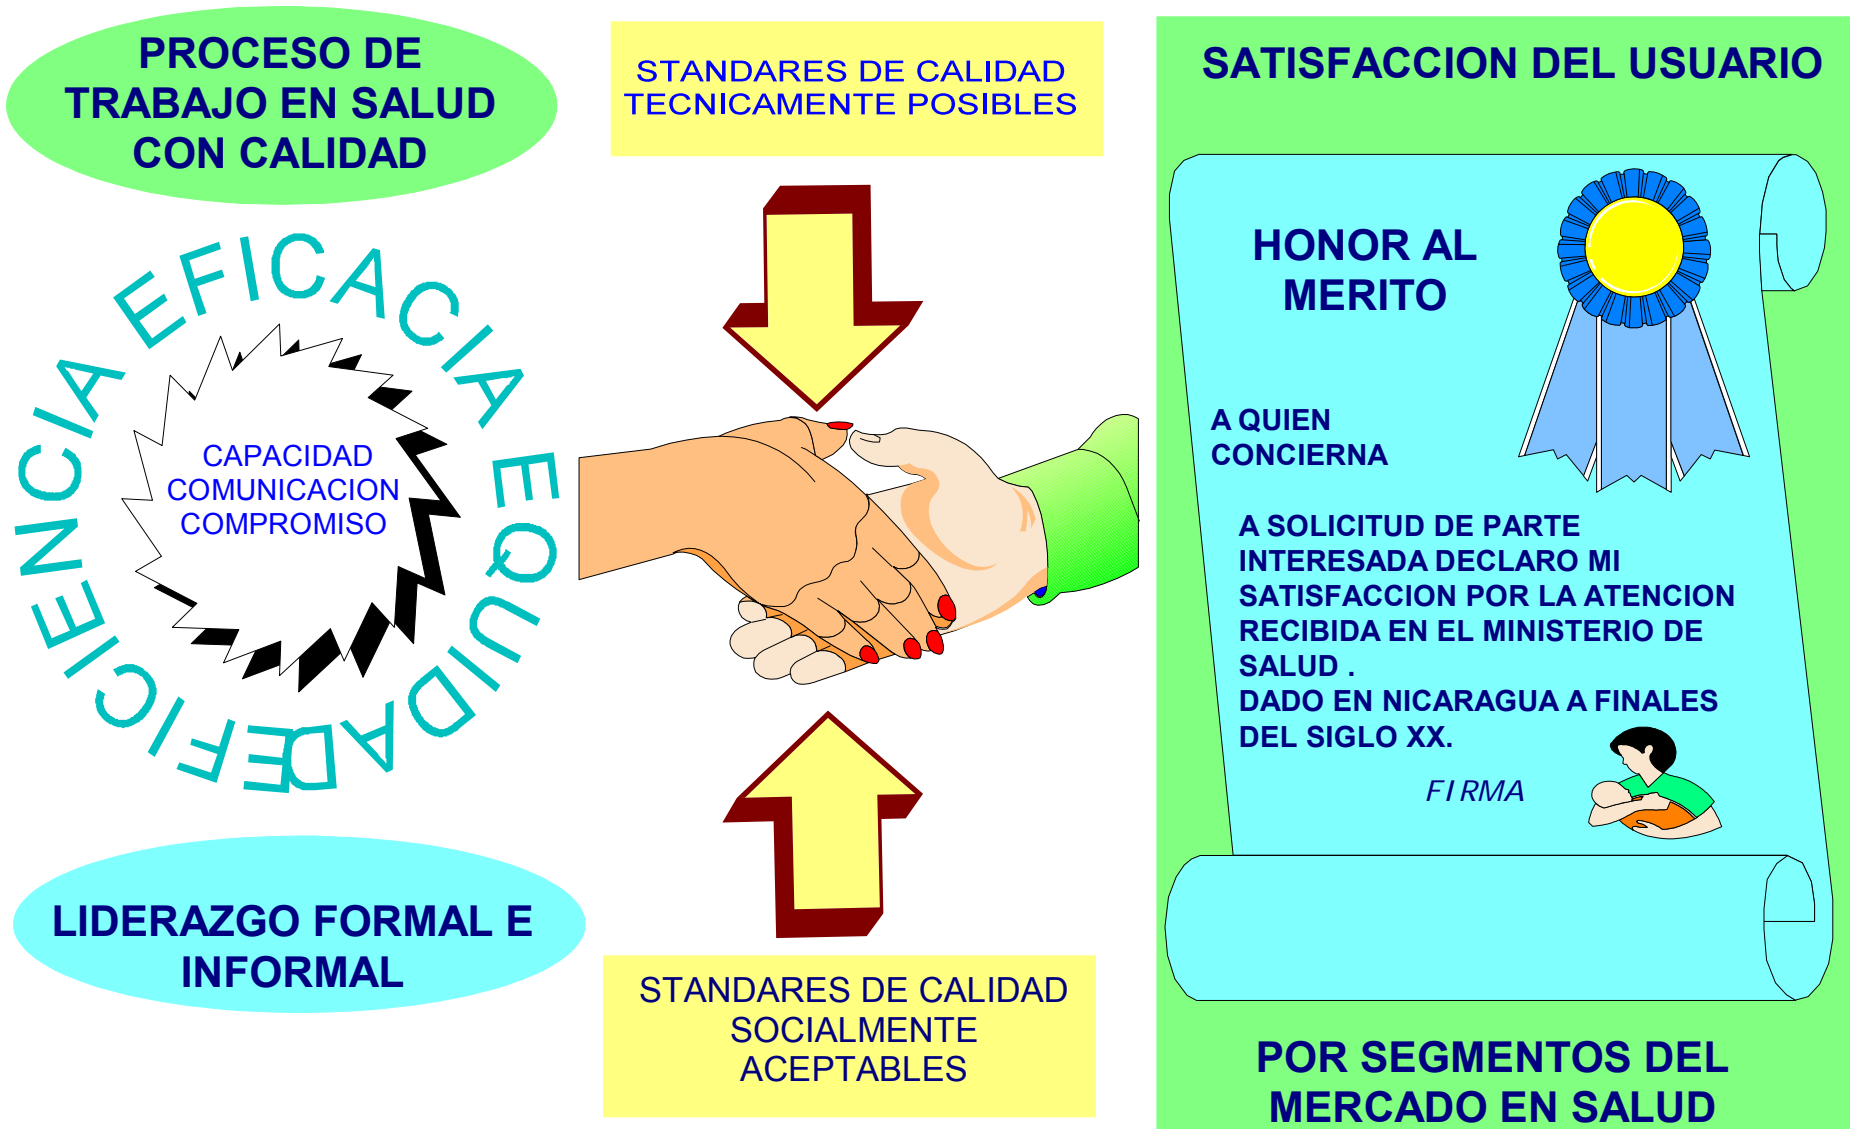 PROCESO DE
TRABAJO EN SALUD
CON CALIDAD
EFICACIA
EQUIDAD
EFICIENCIA
CAPACIDAD
COMUNICACION
COMPROMISO
LIDERAZGO FORMAL E
INFORMAL
STANDARES DE CALIDAD
TECNICAMENTE POSIBLES
STANDARES DE CALIDAD
SOCIALMENTE
ACEPTABLES
SATISFACCION DEL USUARIO
HONOR AL
MERITO
A QUIEN
CONCIERNA
A SOLICITUD DE PARTE
INTERESADA DECLARO MI
SATISFACCION POR LA ATENCION
RECIBIDA EN EL MINISTERIO DE
SALUD .
DADO EN NICARAGUA A FINALES
DEL SIGLO XX.
FIRMA
POR SEGMENTOS DEL
MERCADO EN SALUD